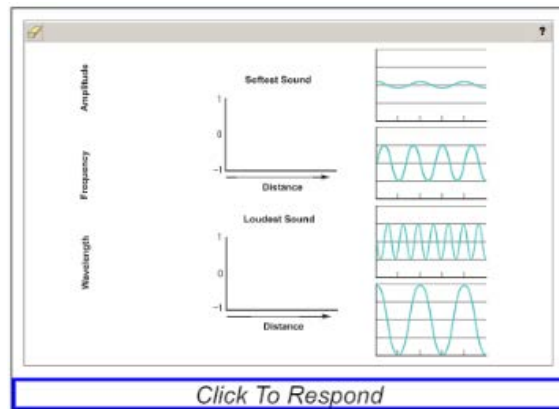 ?
Amplitude
Frequency
Wavelength
Softest Sound
1
0
−1
Distance
Loudest Sound
1
0
−1
Distance
Click To Respond